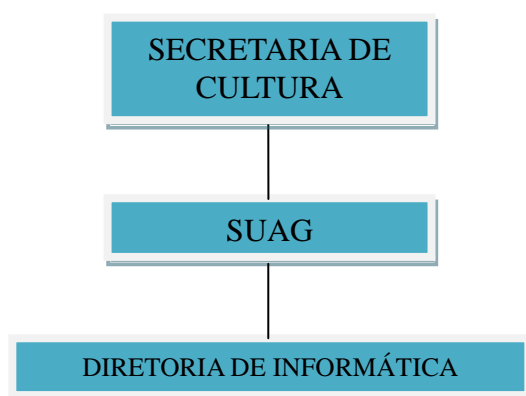 SECRETARIA DE
CULTURA
SUAG
DIRETORIA DE INFORMÁTICA